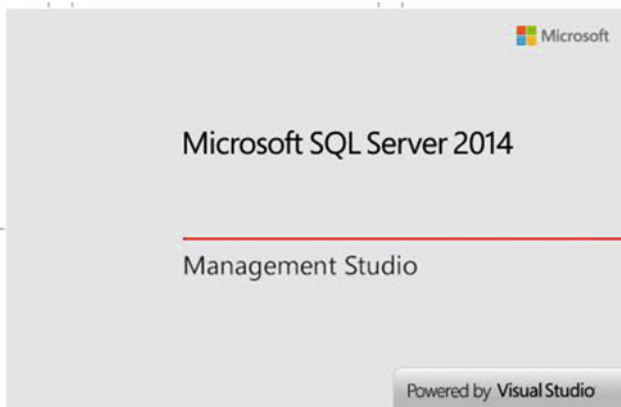 Microsoft
Microsoft SQL Server 2014
Management Studio
Powered by Visual Studio